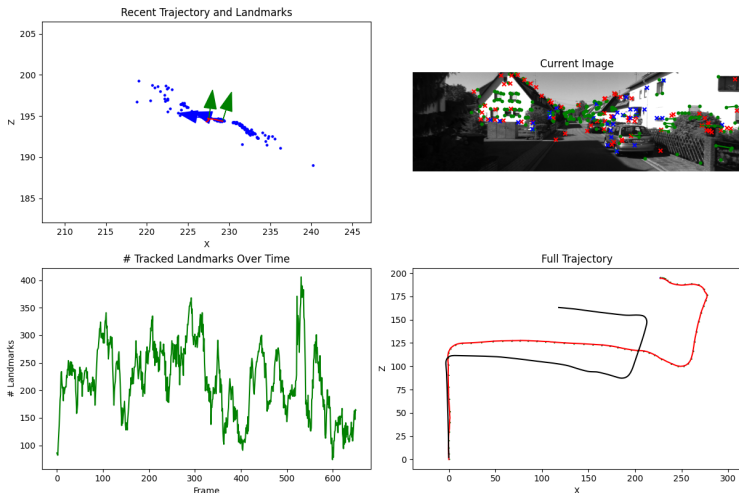 Recent Trajectory and Landmarks
205
200
195
190
185
Z
210 215 220 225 230 235 240 245
X
Current Image
# Tracked Landmarks Over Time
400
350
300
250
200
150
100
# Landmarks
0 100 200 300 400 500 600
Frame
Full Trajectory
200
175
150
125
100
75
50
25
0
Z
0 50 100 150 200 250 300
X